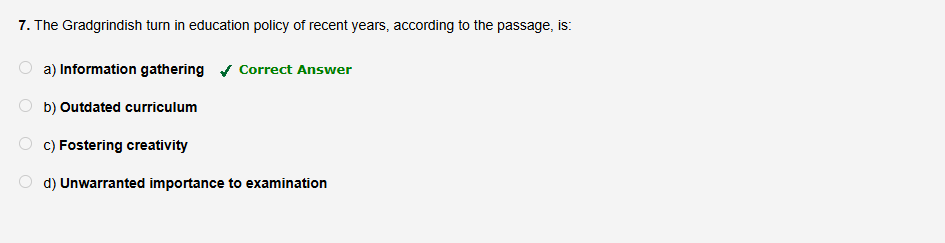 7. The Gradgrindish turn in education policy of recent years, according to the passage, is:
a) Information gathering ✓ Correct Answer
b) Outdated curriculum
c) Fostering creativity
d) Unwarranted importance to examination